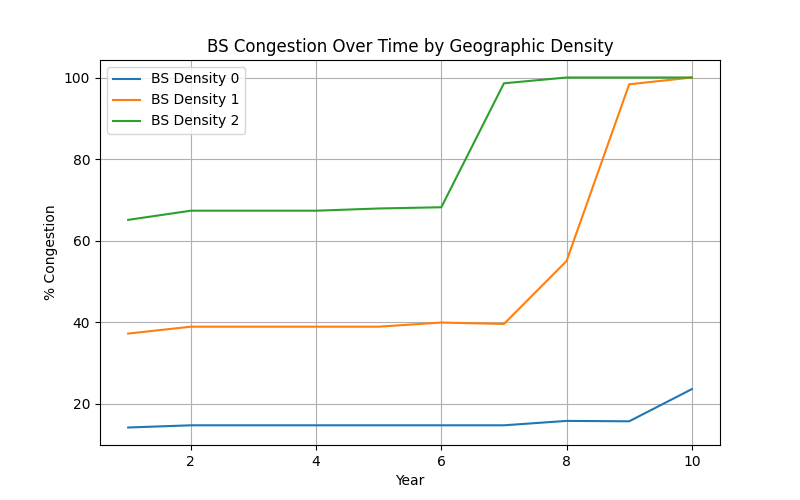 BS Congestion Over Time by Geographic Density
BS Density 0
BS Density 1
BS Density 2
% Congestion
100
80
60
40
20
2 4 6 8 10
Year